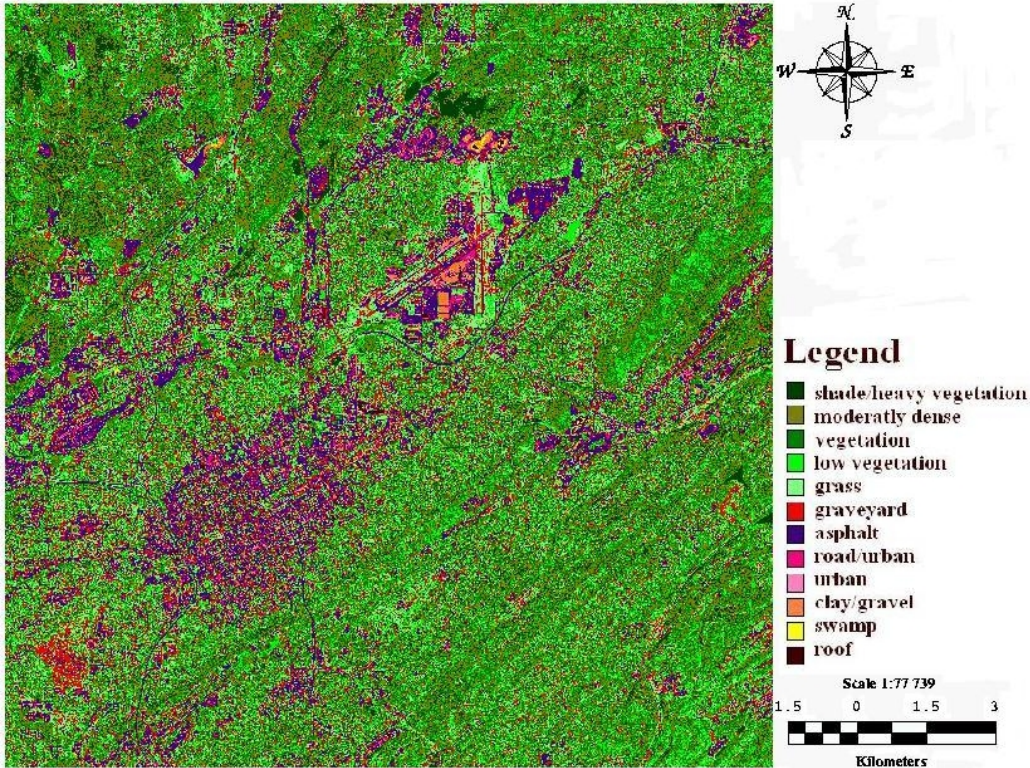 N
W E
S
Legend
shade/heavy vegetation
moderatly dense
vegetation
low vegetation
grass
graveyard
asphalt
road/urban
urban
clay/gravel
swamp
roof
Scale 1:77 739
1.5 0 1.5 3
Kilometers